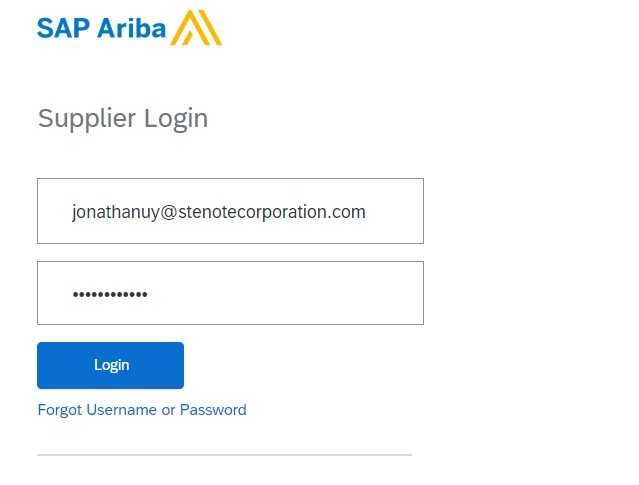 SAP Ariba
Supplier Login
jonathanuy@stenotecorporation.com
••••••••••••
Login
Forgot Username or Password